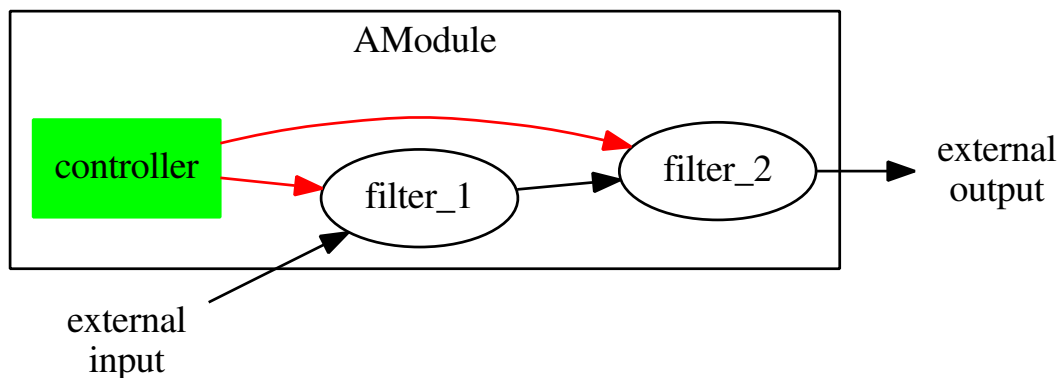 AModule
controller
filter_1
filter_2
external
output
external
input